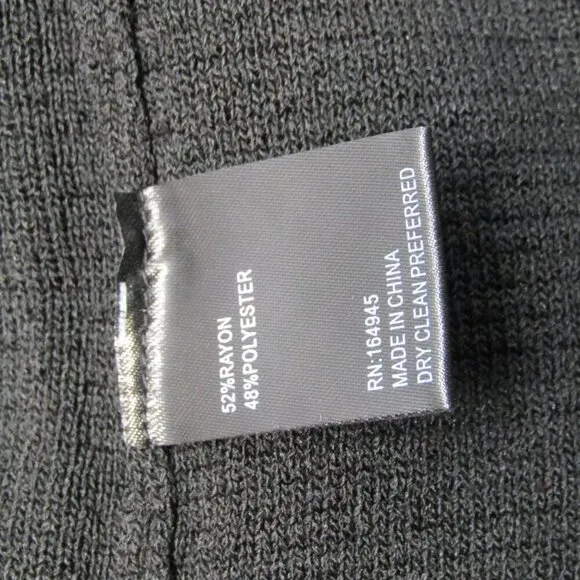 52%RAYON
48%POLYESTER
RN:164945
MADE IN CHINA
DRY CLEAN PREFERRED